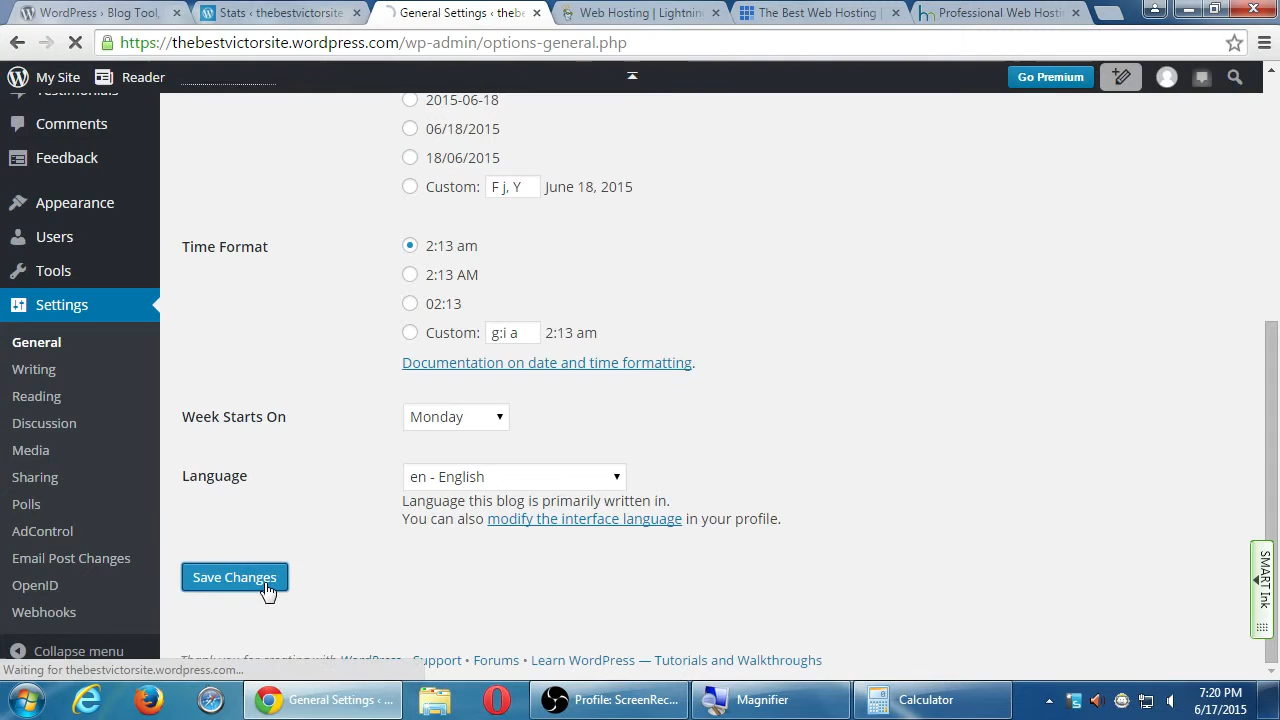 WordPress › Blog Tool,
Stats ‹ thebestvictorsite
General Settings ‹ theb
Web Hosting | Lightnin
The Best Web Hosting |
Professional Web Hosti
https://thebestvictorsite.wordpress.com/wp-admin/options-general.php
My Site
Reader
Go Premium
Testimonials
Comments
Feedback
Appearance
Users
Tools
Settings
General
Writing
Reading
Discussion
Media
Sharing
Polls
AdControl
Email Post Changes
OpenID
Webhooks
Collapse menu
2015-06-18
06/18/2015
18/06/2015
Custom: F j, Y June 18, 2015
Time Format
2:13 am
2:13 AM
02:13
Custom: g:i a 2:13 am
Documentation on date and time formatting.
Week Starts On
Monday
Language
en - English
Language this blog is primarily written in.
You can also modify the interface language in your profile.
Save Changes
Thank you for creating with WordPress. Support • Forums • Learn WordPress — Tutorials and Walkthroughs
SMART Ink
Waiting for thebestvictorsite.wordpress.com...
General Settings ‹ ...
Profile: ScreenRec...
Magnifier
Calculator
7:20 PM
6/17/2015